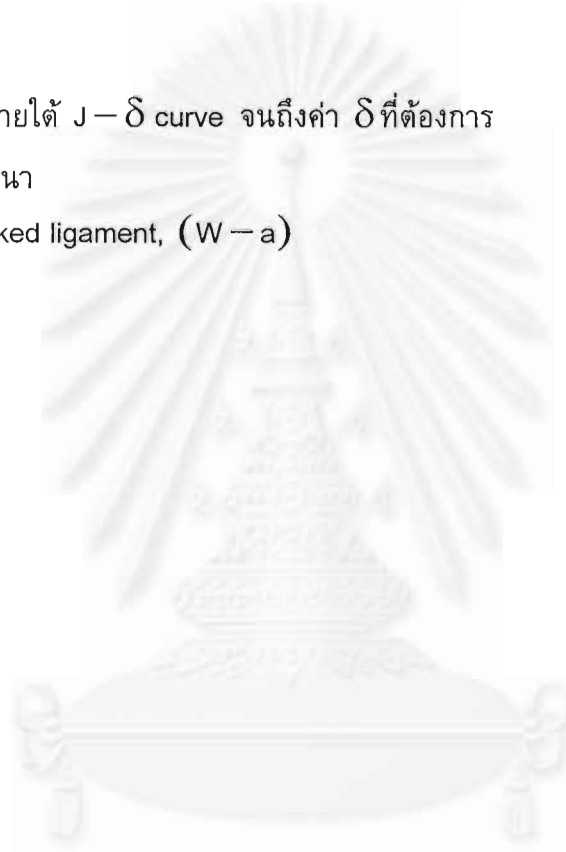 ายใต้ J – δ curve จนถึงค่า δ ที่ต้องการ
นา
ked ligament, (W – a)